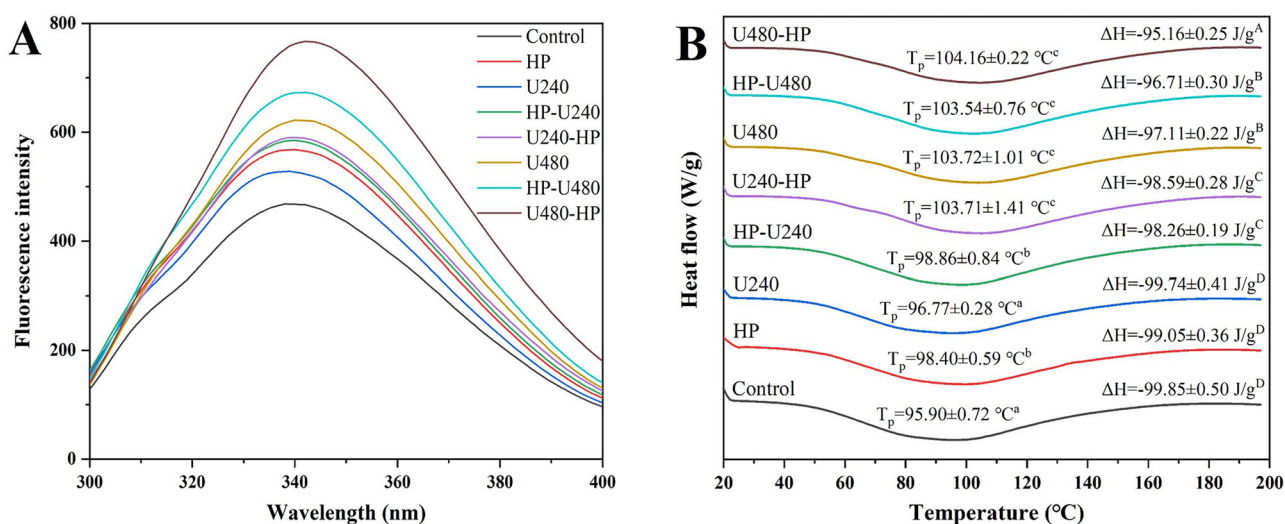 A
Fluorescence intensity
800
600
400
200
0
300
320
340
360
380
400
Wavelength (nm)
Control
HP
U240
HP-U240
U240-HP
U480
HP-U480
U480-HP
B
Heat flow (W/g)
U480-HP
Tp=104.16±0.22 ℃c
ΔH=-95.16±0.25 J/gA
HP-U480
Tp=103.54±0.76 ℃c
ΔH=-96.71±0.30 J/gB
U480
Tp=103.72±1.01 ℃c
ΔH=-97.11±0.22 J/gB
U240-HP
Tp=103.71±1.41 ℃c
ΔH=-98.59±0.28 J/gC
HP-U240
Tp=98.86±0.84 ℃b
ΔH=-98.26±0.19 J/gC
U240
Tp=96.77±0.28 ℃a
ΔH=-99.74±0.41 J/gD
HP
Tp=98.40±0.59 ℃b
ΔH=-99.05±0.36 J/gD
Control
Tp=95.90±0.72 ℃a
ΔH=-99.85±0.50 J/gD
20
40
60
80
100
120
140
160
180
200
Temperature (℃)